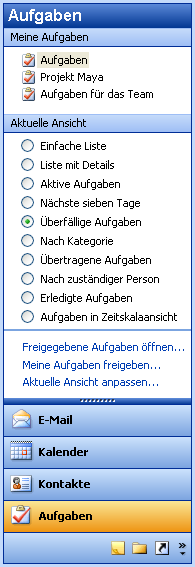 Aufgaben
Meine Aufgaben
Aufgaben
Projekt Maya
Aufgaben für das Team
Aktuelle Ansicht
Einfache Liste
Liste mit Details
Aktive Aufgaben
Nächste sieben Tage
Überfällige Aufgaben
Nach Kategorie
Übertragene Aufgaben
Nach zuständiger Person
Erledigte Aufgaben
Aufgaben in Zeitskalaansicht
Freigegebene Aufgaben öffnen...
Meine Aufgaben freigeben...
Aktuelle Ansicht anpassen...
E-Mail
Kalender
Kontakte
Aufgaben